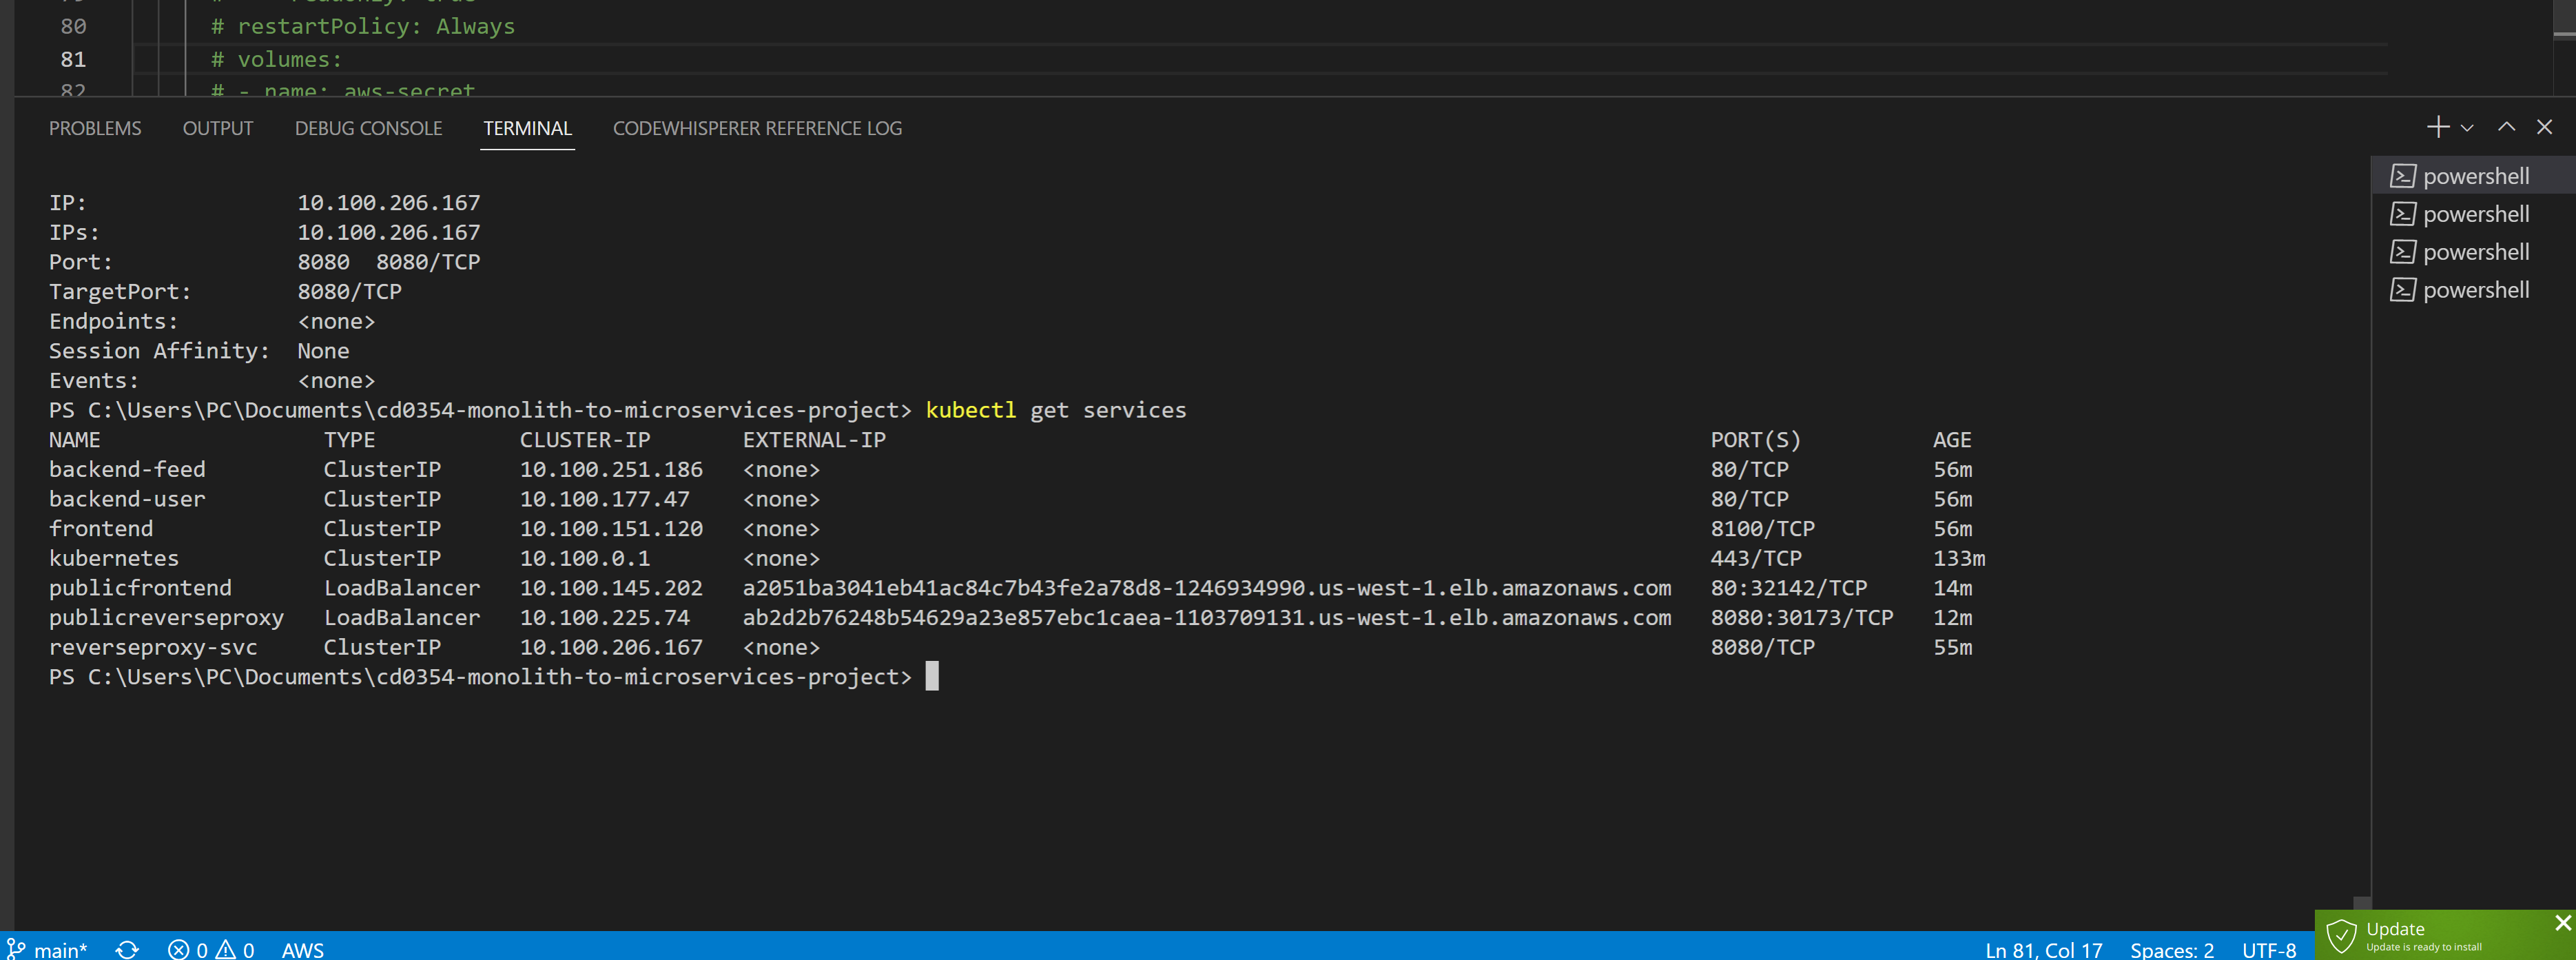 80 # restartPolicy: Always
81 # volumes:
82 # - name: aws-secret
PROBLEMS OUTPUT DEBUG CONSOLE TERMINAL CODEWHISPERER REFERENCE LOG
powershell
powershell
powershell
powershell
IP: 10.100.206.167
IPs: 10.100.206.167
Port: 8080 8080/TCP
TargetPort: 8080/TCP
Endpoints: <none>
Session Affinity: None
Events: <none>
PS C:\Users\PC\Documents\cd0354-monolith-to-microservices-project> kubectl get services
NAME TYPE CLUSTER-IP EXTERNAL-IP PORT(S) AGE
backend-feed ClusterIP 10.100.251.186 <none> 80/TCP 56m
backend-user ClusterIP 10.100.177.47 <none> 80/TCP 56m
frontend ClusterIP 10.100.151.120 <none> 8100/TCP 56m
kubernetes ClusterIP 10.100.0.1 <none> 443/TCP 133m
publicfrontend LoadBalancer 10.100.145.202 a2051ba3041eb41ac84c7b43fe2a78d8-1246934990.us-west-1.elb.amazonaws.com 80:32142/TCP 14m
publicreverseproxy LoadBalancer 10.100.225.74 ab2d2b76248b54629a23e857ebc1caea-1103709131.us-west-1.elb.amazonaws.com 8080:30173/TCP 12m
reverseproxy-svc ClusterIP 10.100.206.167 <none> 8080/TCP 55m
PS C:\Users\PC\Documents\cd0354-monolith-to-microservices-project>
main* 0 0 AWS Ln 81, Col 17 Spaces: 2 UTF-8
Update
Update is ready to install